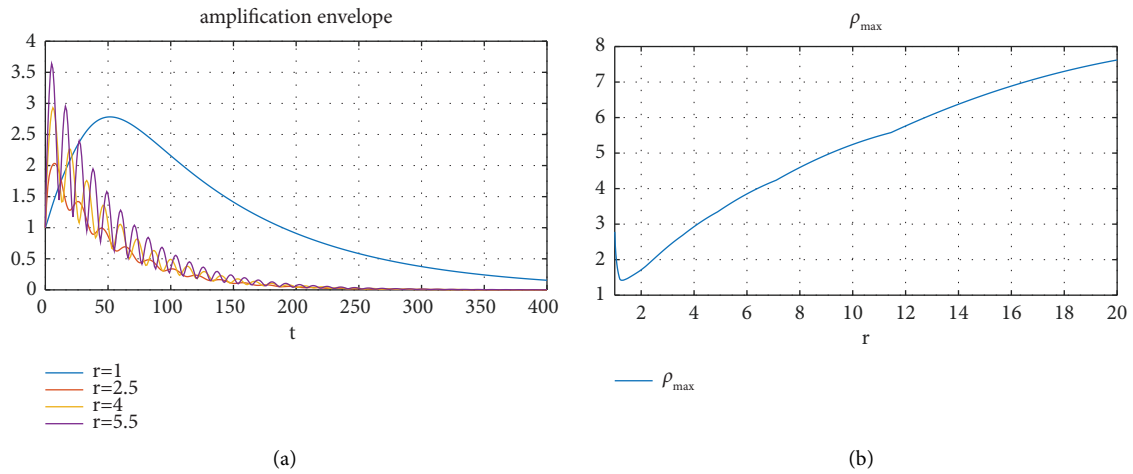 amplification envelope
4
3.5
3
2.5
2
1.5
1
0.5
0
0 50 100 150 200 250 300 350 400
t
r=1
r=2.5
r=4
r=5.5
(a)
ρmax
8
7
6
5
4
3
2
1
2 4 6 8 10 12 14 16 18 20
r
ρmax
(b)